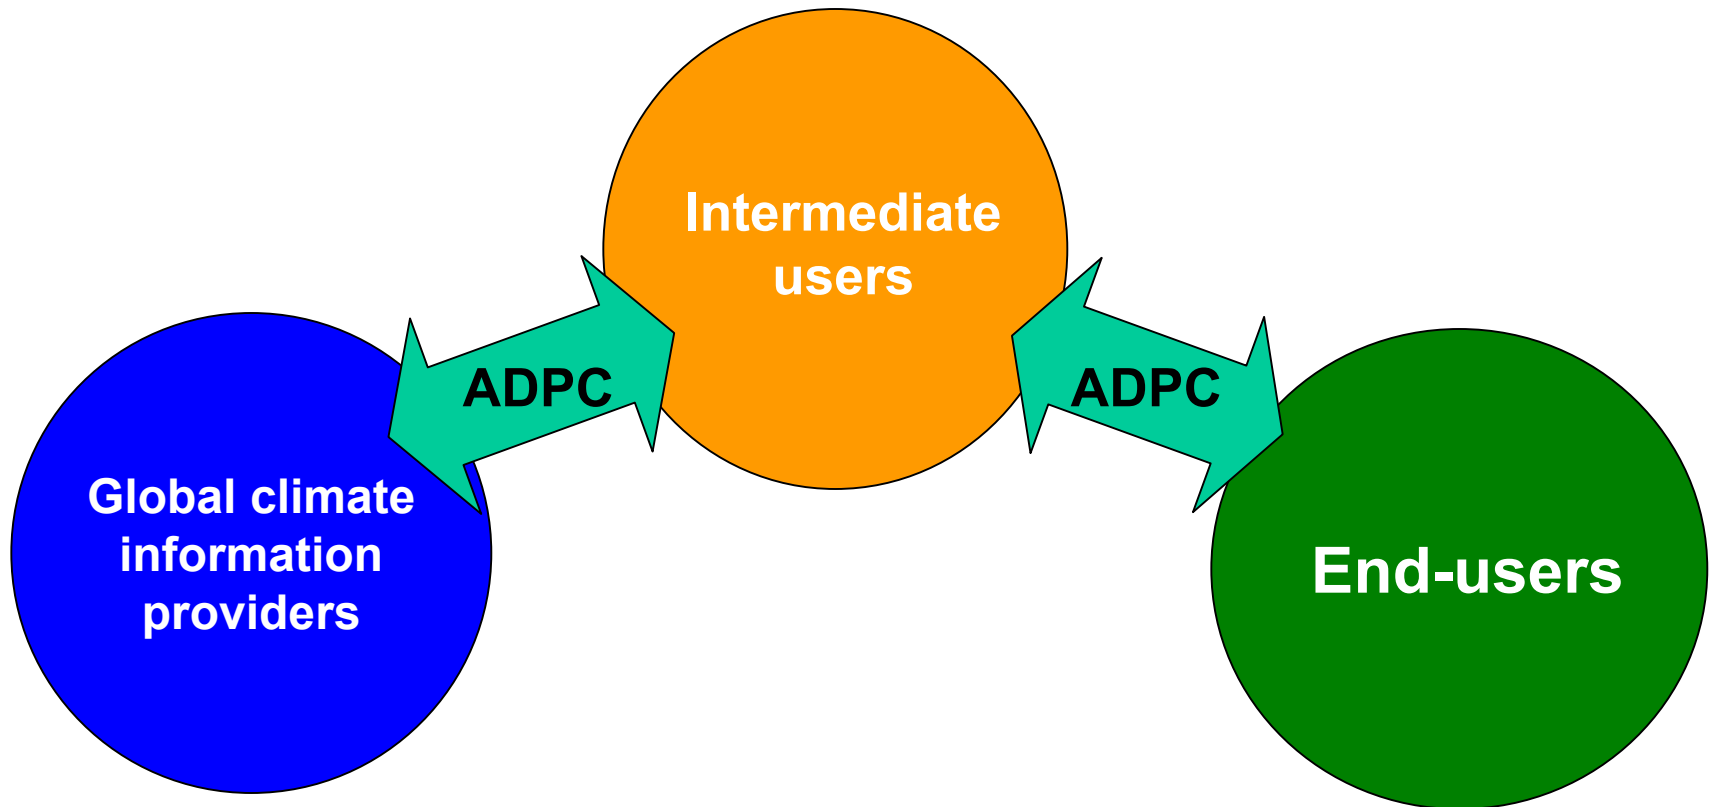 Intermediate
users
ADPC
ADPC
Global climate
information
providers
End-users